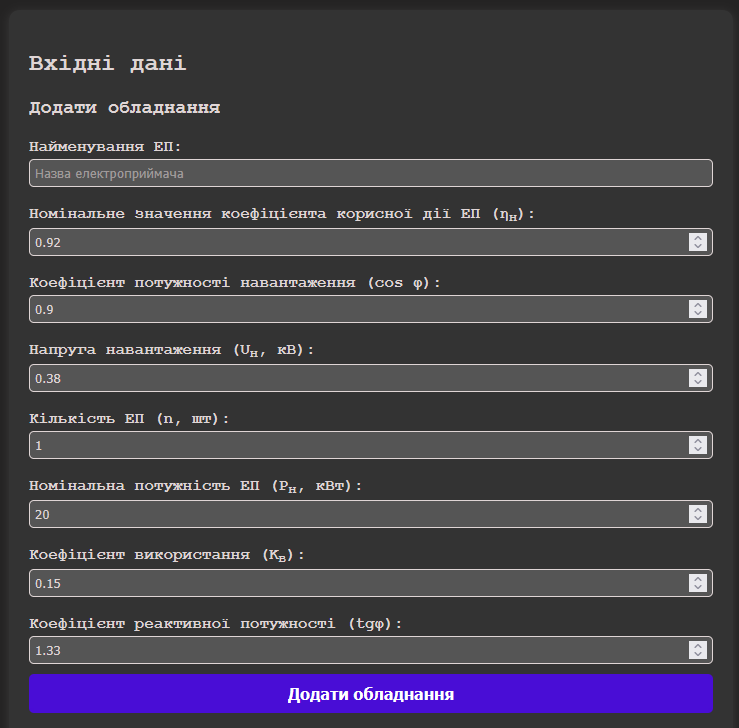 Вхідні дані
Додати обладнання
Найменування ЕП:
Назва електроприймача
Номінальне значення коефіцієнта корисної дії ЕП (ηн):
0.92
Коефіцієнт потужності навантаження (cos φ):
0.9
Напруга навантаження (Uн, кВ):
0.38
Кількість ЕП (n, шт):
1
Номінальна потужність ЕП (Рн, кВт):
20
Коефіцієнт використання (Кв):
0.15
Коефіцієнт реактивної потужності (tgφ):
1.33
Додати обладнання